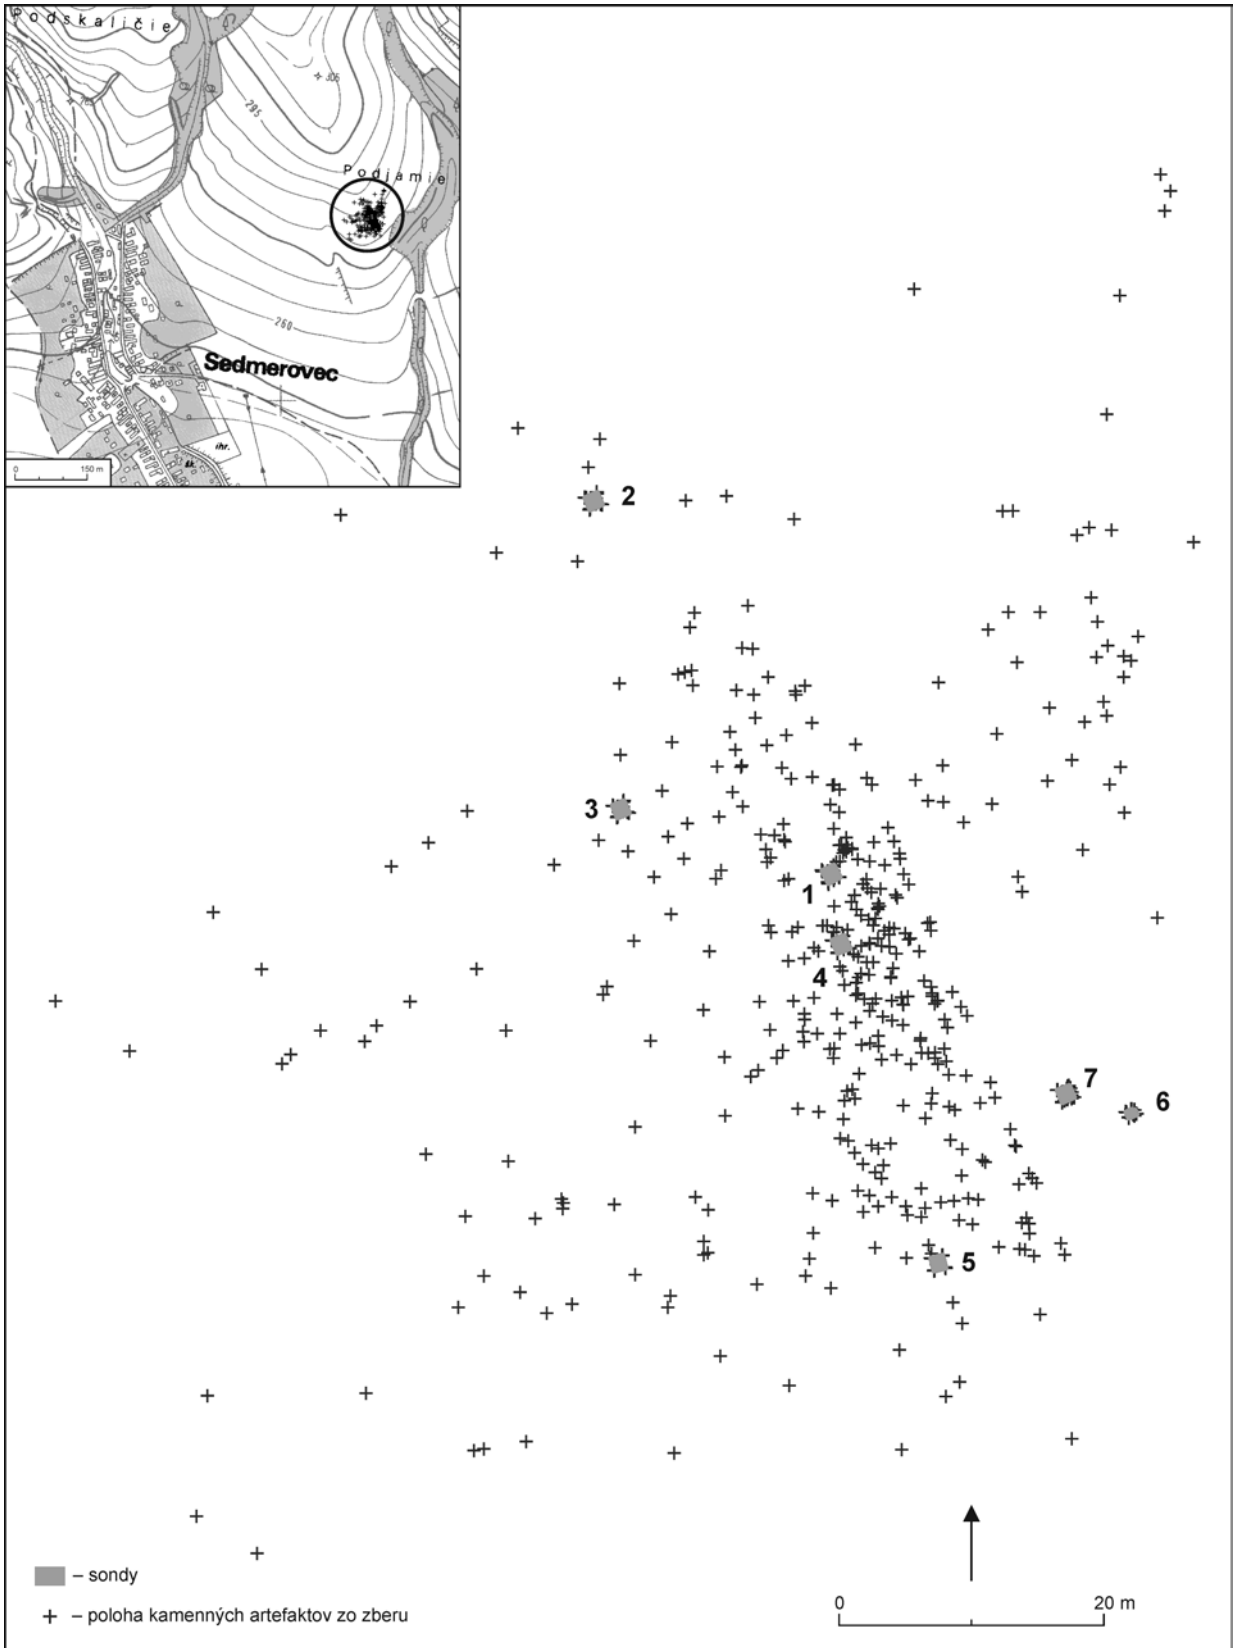 Podskaličie
305
295
Podjamie
260
Sedmerovec
ihr.
šk.
0 150 m
2
3
1
4
7
6
5
– sondy
– poloha kamenných artefaktov zo zberu
0 20 m